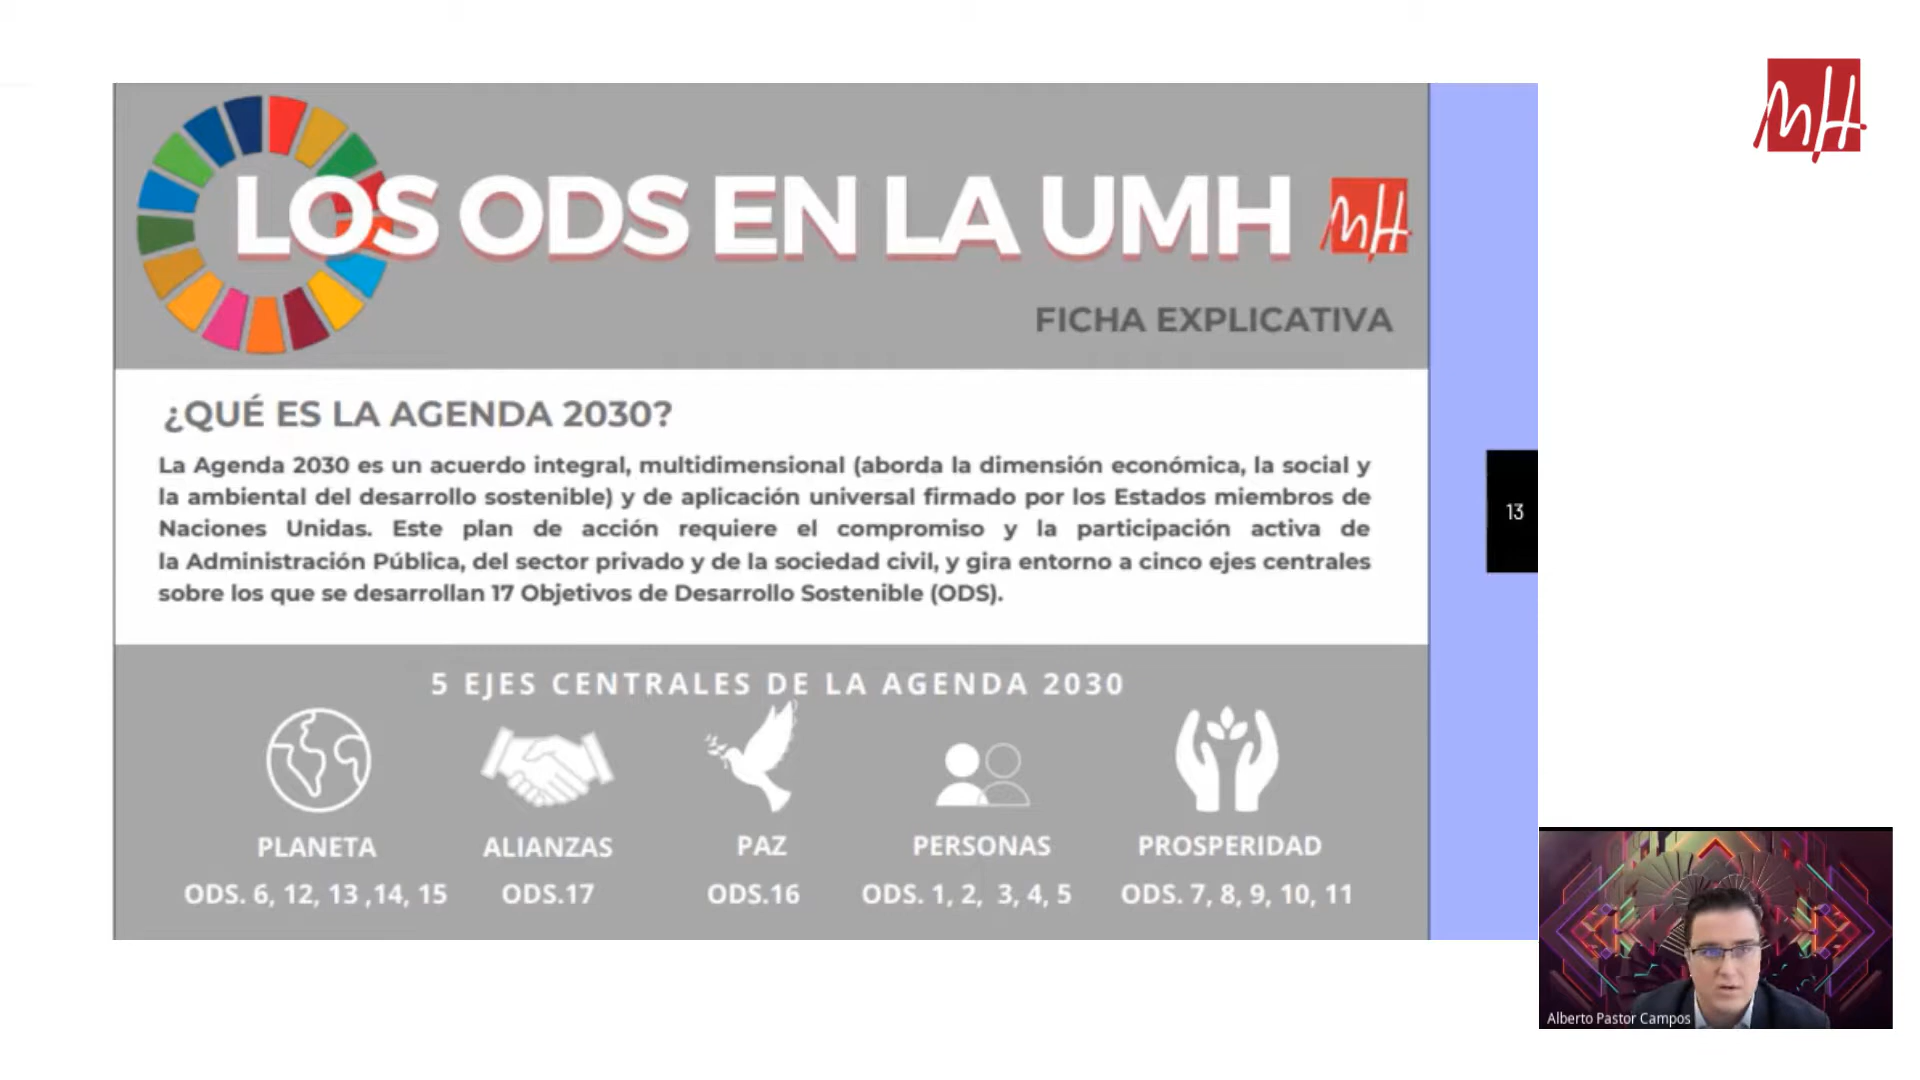 MH
LOS ODS EN LA UMH
MH
FICHA EXPLICATIVA
¿QUÉ ES LA AGENDA 2030?
La Agenda 2030 es un acuerdo integral, multidimensional (aborda la dimensión económica, la social y
la ambiental del desarrollo sostenible) y de aplicación universal firmado por los Estados miembros de
Naciones Unidas. Este plan de acción requiere el compromiso y la participación activa de
la Administración Pública, del sector privado y de la sociedad civil, y gira entorno a cinco ejes centrales
sobre los que se desarrollan 17 Objetivos de Desarrollo Sostenible (ODS).
13
5 EJES CENTRALES DE LA AGENDA 2030
PLANETA
ODS. 6, 12, 13 ,14, 15
ALIANZAS
ODS.17
PAZ
ODS.16
PERSONAS
ODS. 1, 2, 3, 4, 5
PROSPERIDAD
ODS. 7, 8, 9, 10, 11
Alberto Pastor Campos